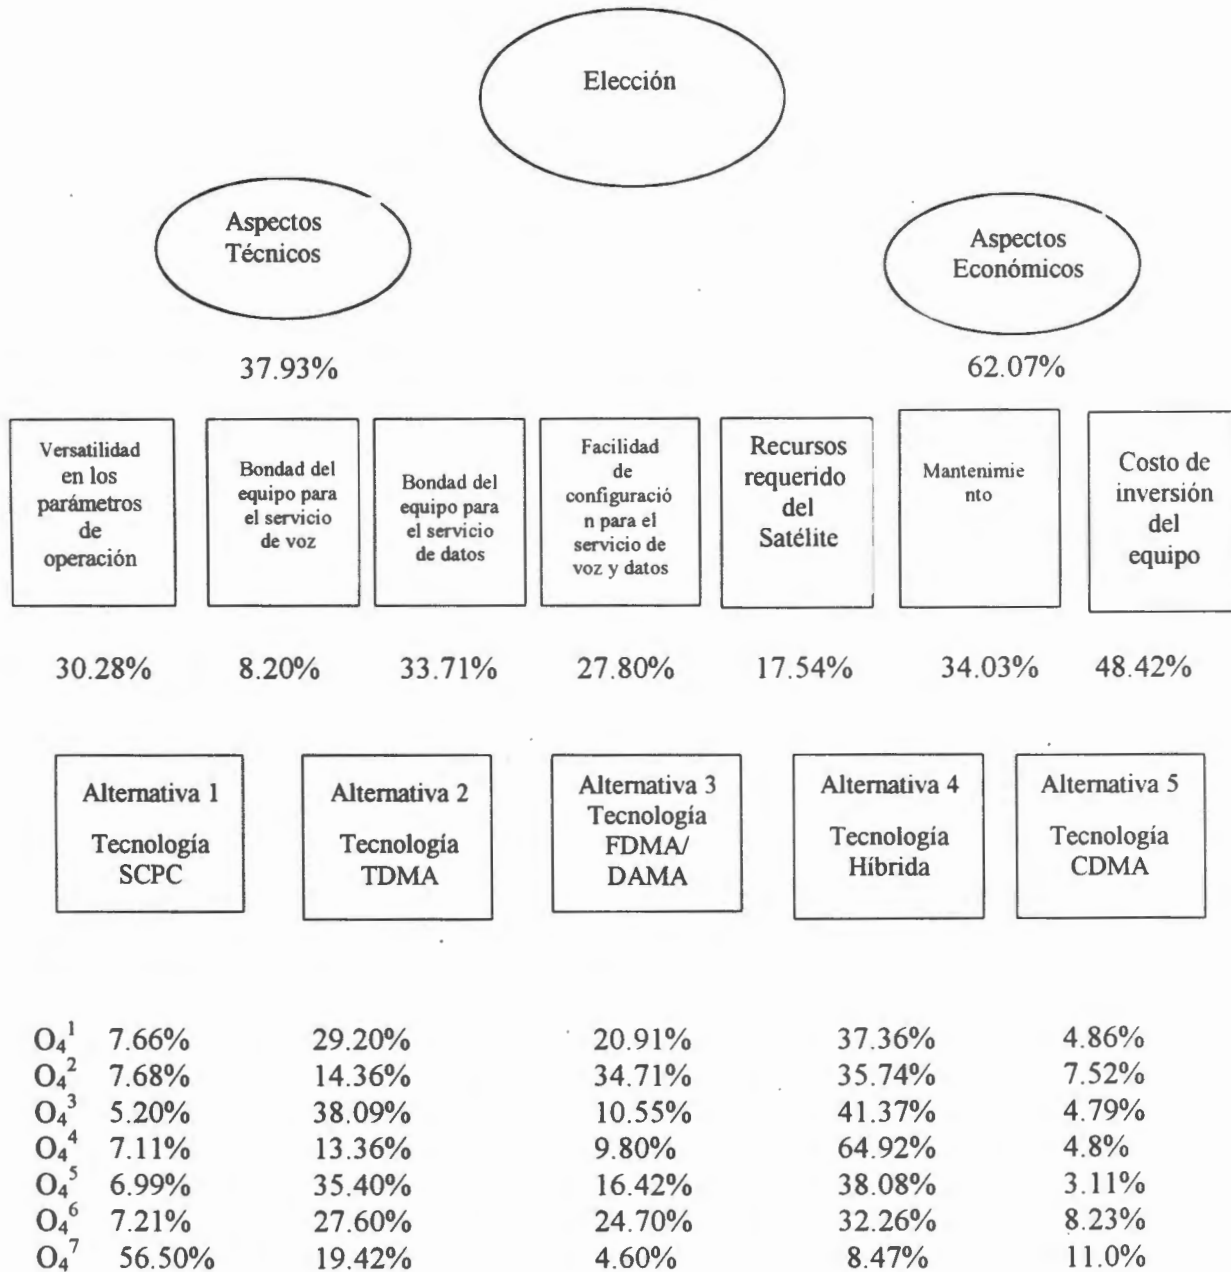 Elección
Aspectos
Técnicos
Aspectos
Económicos
37.93%
62.07%
Versatilidad
en los
parámetros
de
operación
Bondad del
equipo para
el servicio
de voz
Bondad del
equipo para
el servicio
de datos
Facilidad
de
configuració
n para el
servicio de
voz y datos
Recursos
requerido
del
Satélite
Mantenimie
nto
Costo de
inversión
del
equipo
30.28% 8.20% 33.71% 27.80% 17.54% 34.03% 48.42%
Alternativa 1
Tecnología
SCPC
Alternativa 2
Tecnología
TDMA
Alternativa 3
Tecnología
FDMA/
DAMA
Alternativa 4
Tecnología
Híbrida
Alternativa 5
Tecnología
CDMA
O₄¹ 7.66% 29.20% 20.91% 37.36% 4.86%
O₄² 7.68% 14.36% 34.71% 35.74% 7.52%
O₄³ 5.20% 38.09% 10.55% 41.37% 4.79%
O₄⁴ 7.11% 13.36% 9.80% 64.92% 4.8%
O₄⁵ 6.99% 35.40% 16.42% 38.08% 3.11%
O₄⁶ 7.21% 27.60% 24.70% 32.26% 8.23%
O₄⁷ 56.50% 19.42% 4.60% 8.47% 11.0%